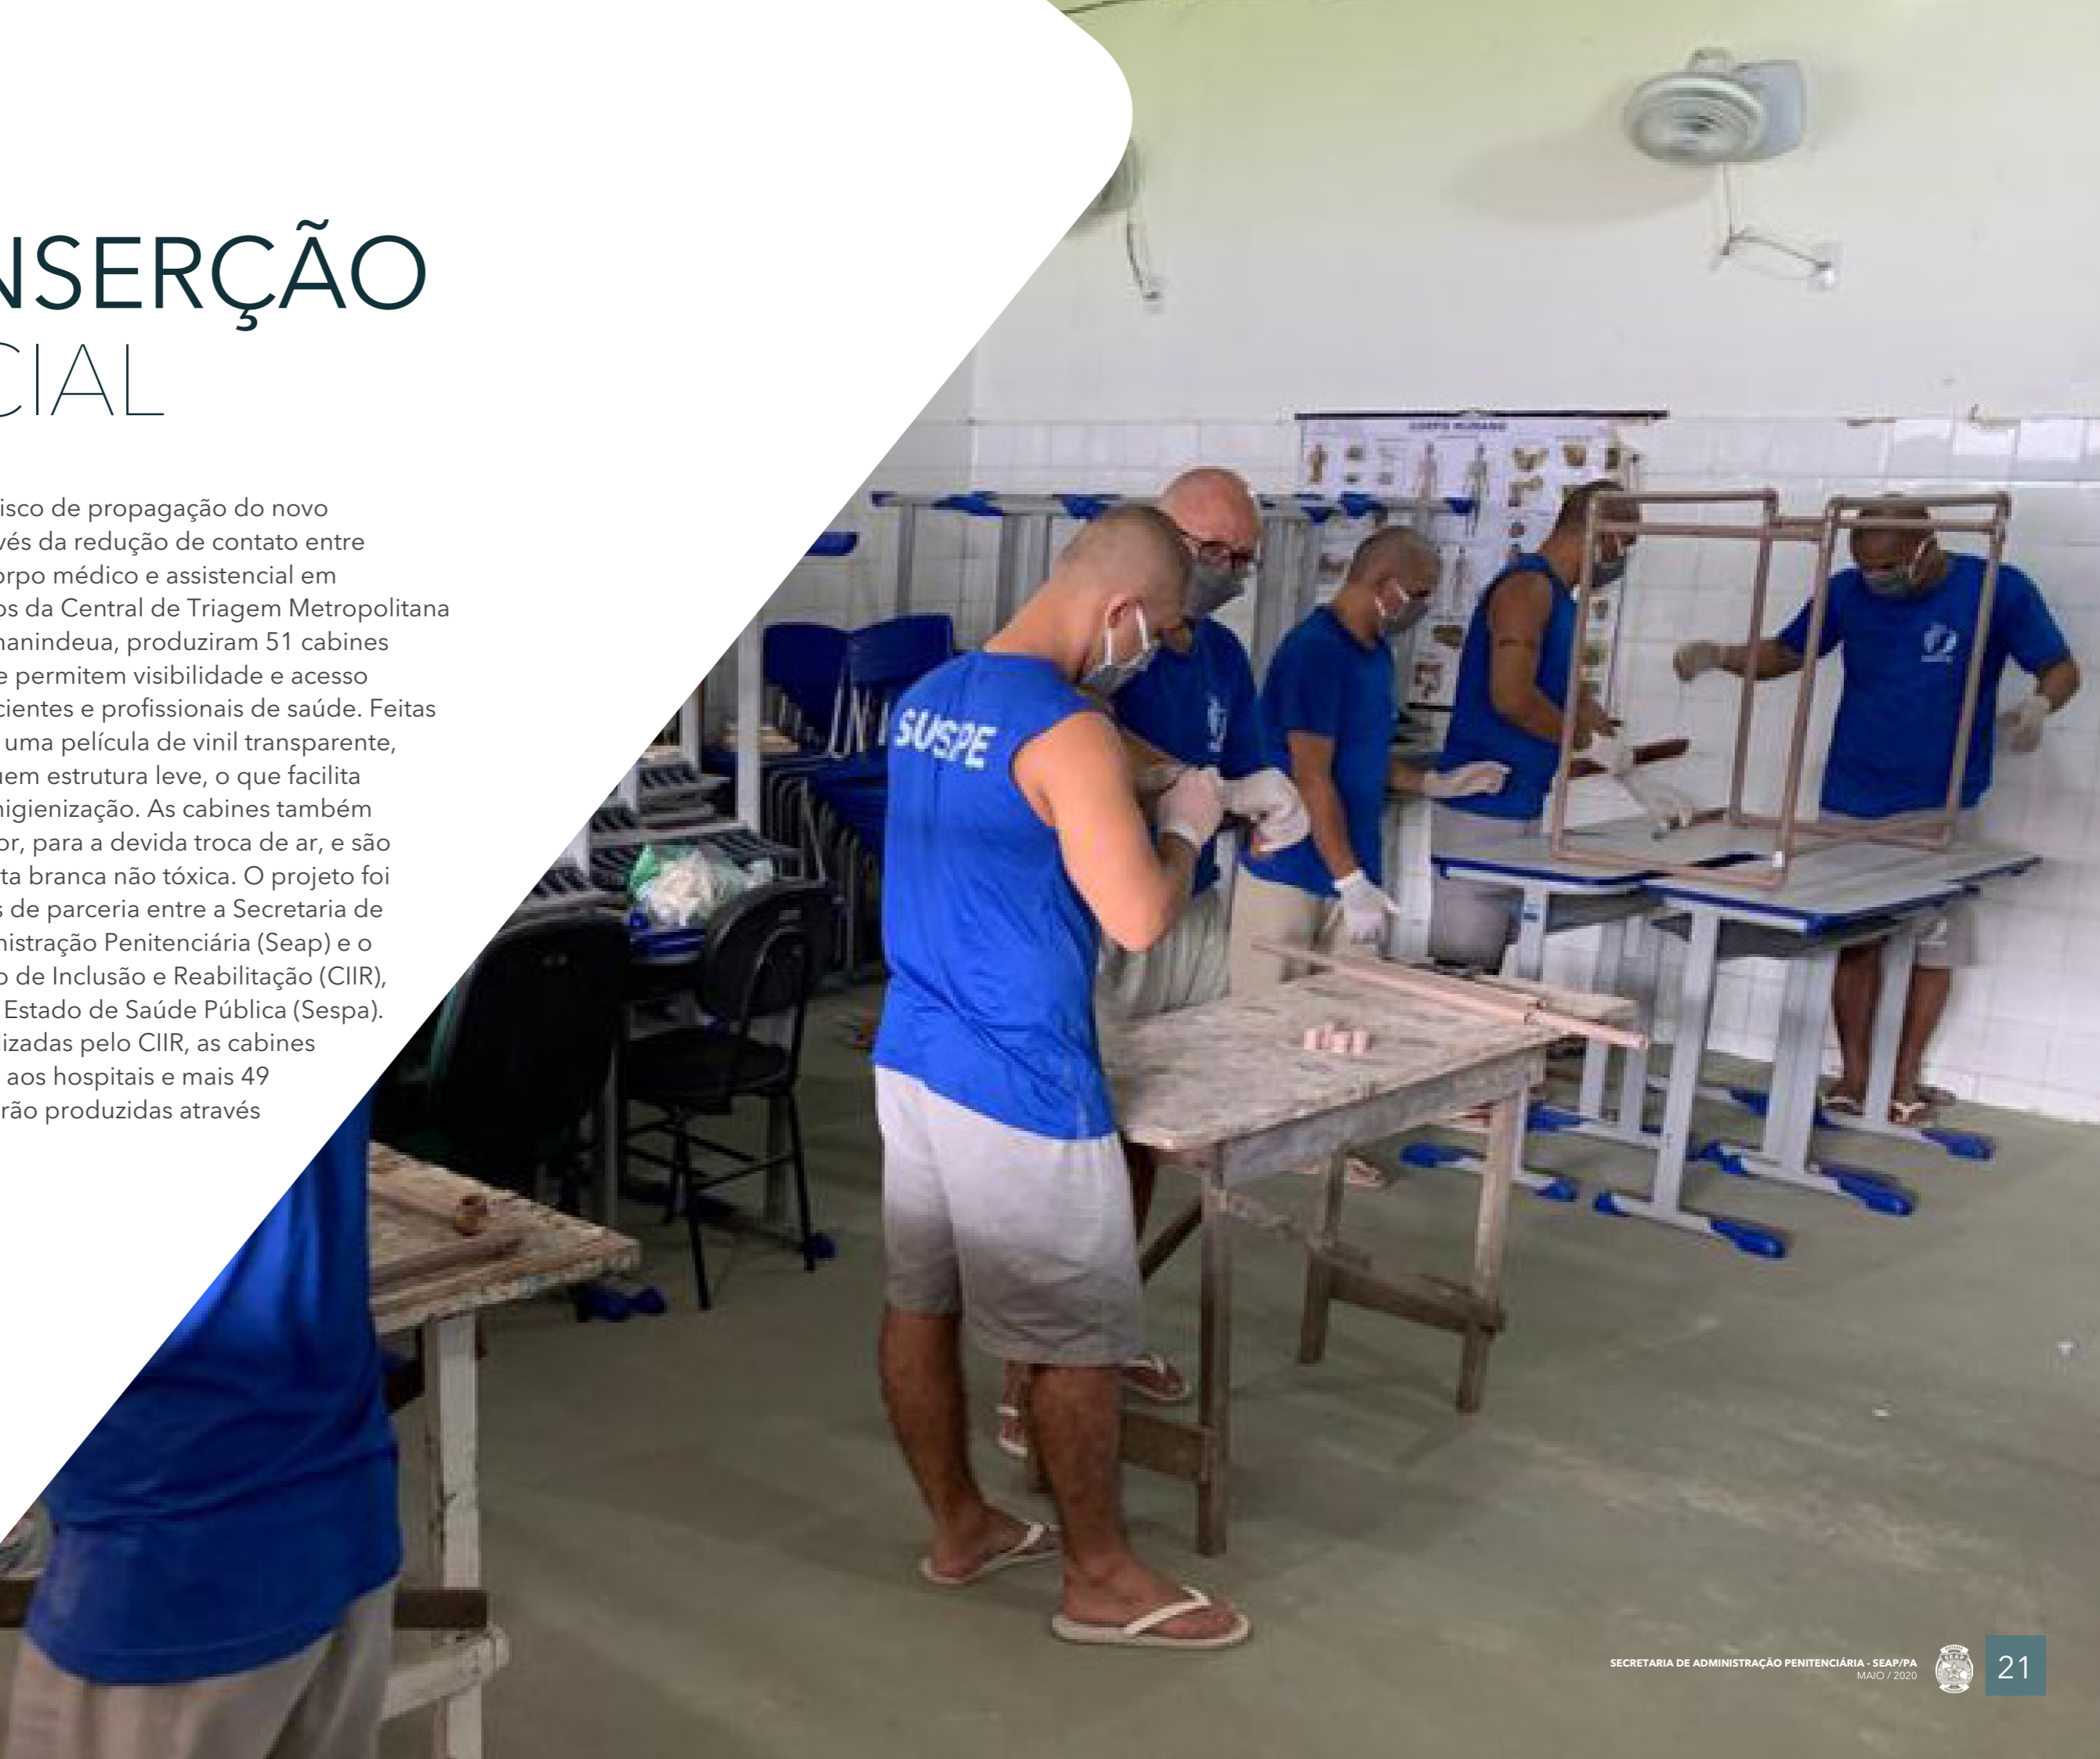 NSERÇÃO
CIAL
isco de propagação do novo
vés da redução de contato entre
orpo médico e assistencial em
os da Central de Triagem Metropolitana
nanindeua, produziram 51 cabines
e permitem visibilidade e acesso
cientes e profissionais de saúde. Feitas
uma película de vinil transparente,
uem estrutura leve, o que facilita
higienização. As cabines também
or, para a devida troca de ar, e são
ta branca não tóxica. O projeto foi
s de parceria entre a Secretaria de
nistração Penitenciária (Seap) e o
o de Inclusão e Reabilitação (CIIR),
Estado de Saúde Pública (Sespa).
lizadas pelo CIIR, as cabines
aos hospitais e mais 49
rão produzidas através
CORPO HUMANO
SUSIPE
SECRETARIA DE ADMINISTRAÇÃO PENITENCIÁRIA - SEAP/PA
MAIO / 2020
SEAP
21